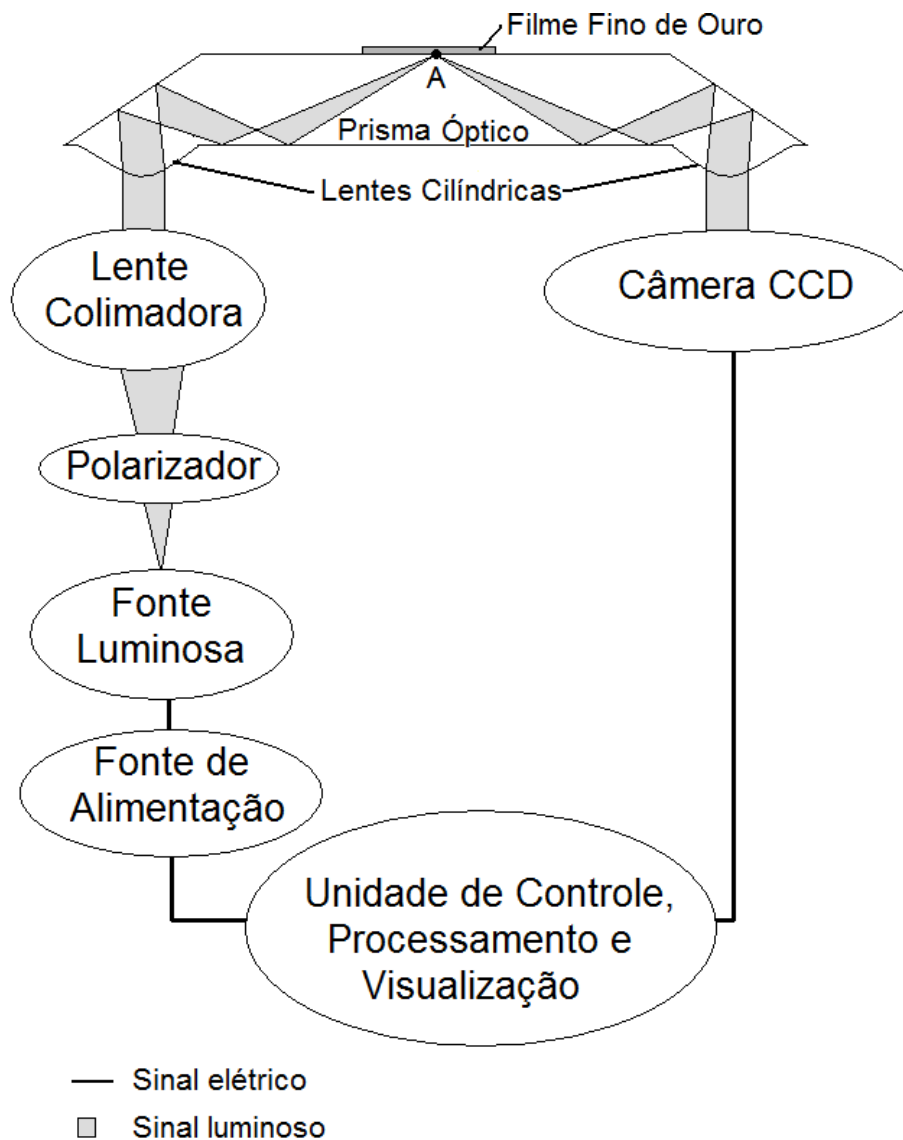 Filme Fino de Ouro
A
Prisma Óptico
Lentes Cilíndricas
Lente
Colimadora
Câmera CCD
Polarizador
Fonte
Luminosa
Fonte de
Alimentação
Unidade de Controle,
Processamento e
Visualização
Sinal elétrico
Sinal luminoso